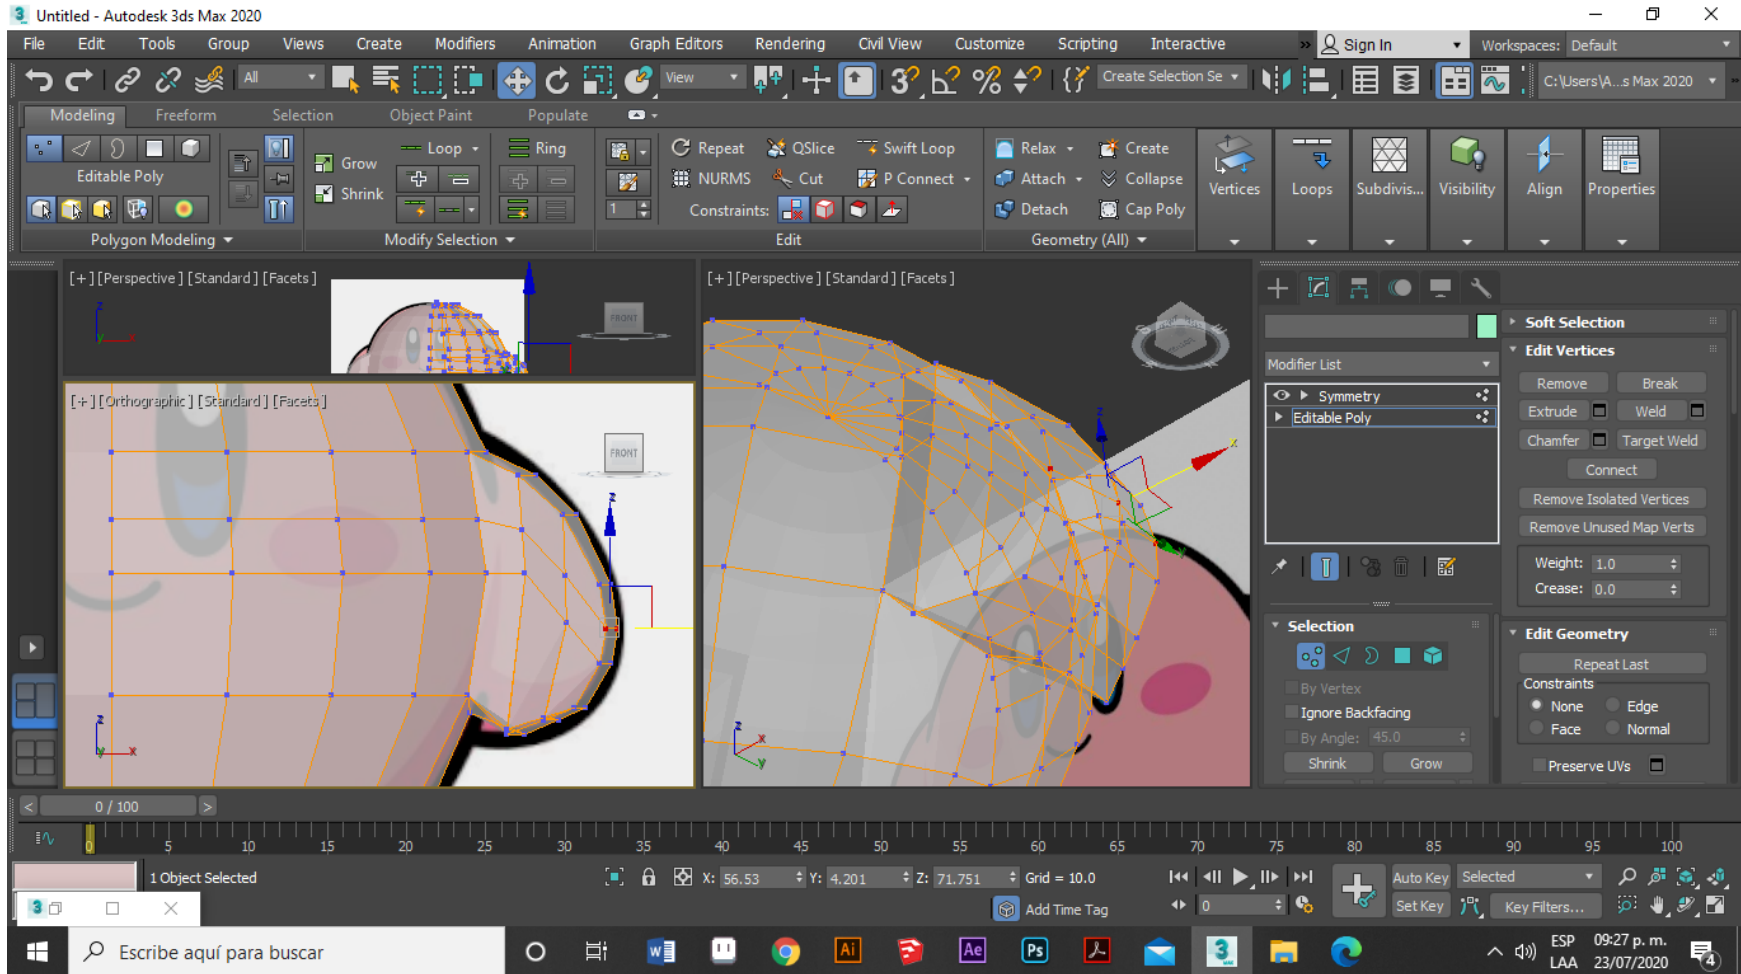 Untitled - Autodesk 3ds Max 2020
File Edit Tools Group Views Create Modifiers Animation Graph Editors Rendering Civil View Customize Scripting Interactive » Sign In Workspaces: Default
All View Create Selection Se C:\Users\A...s Max 2020
Modeling Freeform Selection Object Paint Populate
Grow Loop Ring Repeat QSlice Swift Loop Relax Create
Editable Poly Shrink NURMS Cut P Connect Attach Collapse Vertices Loops Subdivis... Visibility Align Properties
1 Constraints: Detach Cap Poly
Polygon Modeling Modify Selection Edit Geometry (All)
[+] [Perspective] [Standard] [Facets]
FRONT
[+] [Orthographic] [Standard] [Facets]
FRONT
z
x
y
[+] [Perspective] [Standard] [Facets]
z
x
y
Modifier List
Symmetry
Editable Poly
Selection
By Vertex
Ignore Backfacing
By Angle: 45.0
Shrink Grow
Soft Selection
Edit Vertices
Remove Break
Extrude Weld
Chamfer Target Weld
Connect
Remove Isolated Vertices
Remove Unused Map Verts
Weight: 1.0
Crease: 0.0
Edit Geometry
Repeat Last
Constraints
None Edge
Face Normal
Preserve UVs
< 0 / 100 >
0 5 10 15 20 25 30 35 40 45 50 55 60 65 70 75 80 85 90 95 100
1 Object Selected X: 56.53 Y: 4.201 Z: 71.751 Grid = 10.0 Auto Key Selected
Add Time Tag 0 Set Key Key Filters...
Escribe aquí para buscar Ai Ae Ps 3 ESP 09:27 p. m.
LAA 23/07/2020 4